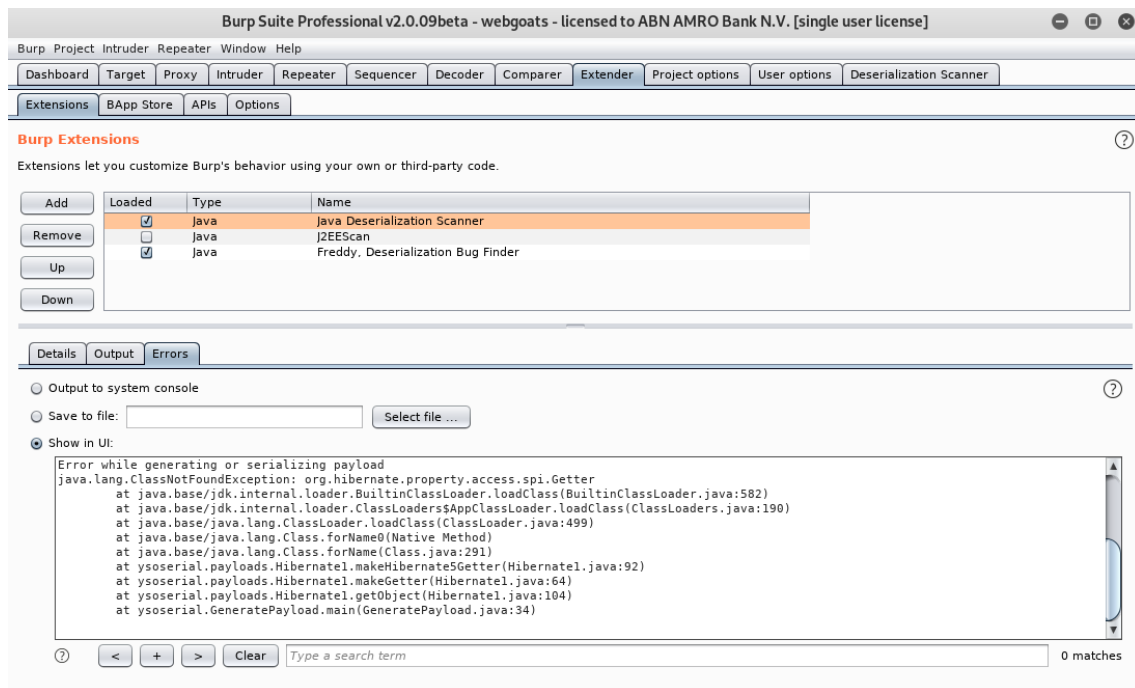 Burp Suite Professional v2.0.09beta - webgoats - licensed to ABN AMRO Bank N.V. [single user license]
Burp Project Intruder Repeater Window Help
Dashboard Target Proxy Intruder Repeater Sequencer Decoder Comparer Extender Project options User options Deserialization Scanner
Extensions BApp Store APIs Options
Burp Extensions
?
Extensions let you customize Burp's behavior using your own or third-party code.
Add
Remove
Up
Down
Loaded Type Name
Java Java Deserialization Scanner
Java J2EEScan
Java Freddy, Deserialization Bug Finder
Details Output Errors
Output to system console
?
Save to file: Select file ...
Show in UI:
Error while generating or serializing payload
java.lang.ClassNotFoundException: org.hibernate.property.access.spi.Getter
at java.base/jdk.internal.loader.BuiltinClassLoader.loadClass(BuiltinClassLoader.java:582)
at java.base/jdk.internal.loader.ClassLoaders$AppClassLoader.loadClass(ClassLoaders.java:190)
at java.base/java.lang.ClassLoader.loadClass(ClassLoader.java:499)
at java.base/java.lang.Class.forName0(Native Method)
at java.base/java.lang.Class.forName(Class.java:291)
at ysoserial.payloads.Hibernate1.makeHibernate5Getter(Hibernate1.java:92)
at ysoserial.payloads.Hibernate1.makeGetter(Hibernate1.java:64)
at ysoserial.payloads.Hibernate1.getObject(Hibernate1.java:104)
at ysoserial.GeneratePayload.main(GeneratePayload.java:34)
? < + > Clear Type a search term 0 matches